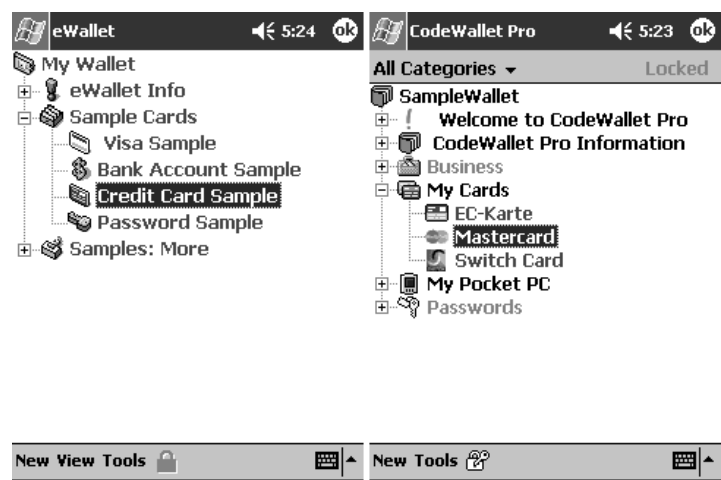 eWallet 5:24 ok
My Wallet
eWallet Info
Sample Cards
Visa Sample
Bank Account Sample
Credit Card Sample
Password Sample
Samples: More
New View Tools
CodeWallet Pro 5:23 ok
All Categories Locked
SampleWallet
Welcome to CodeWallet Pro
CodeWallet Pro Information
Business
My Cards
EC-Karte
Mastercard
Switch Card
My Pocket PC
Passwords
New Tools